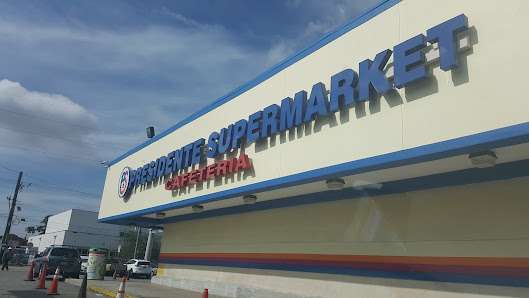 PRESIDENTE SUPERMARKET
CAFETERIA